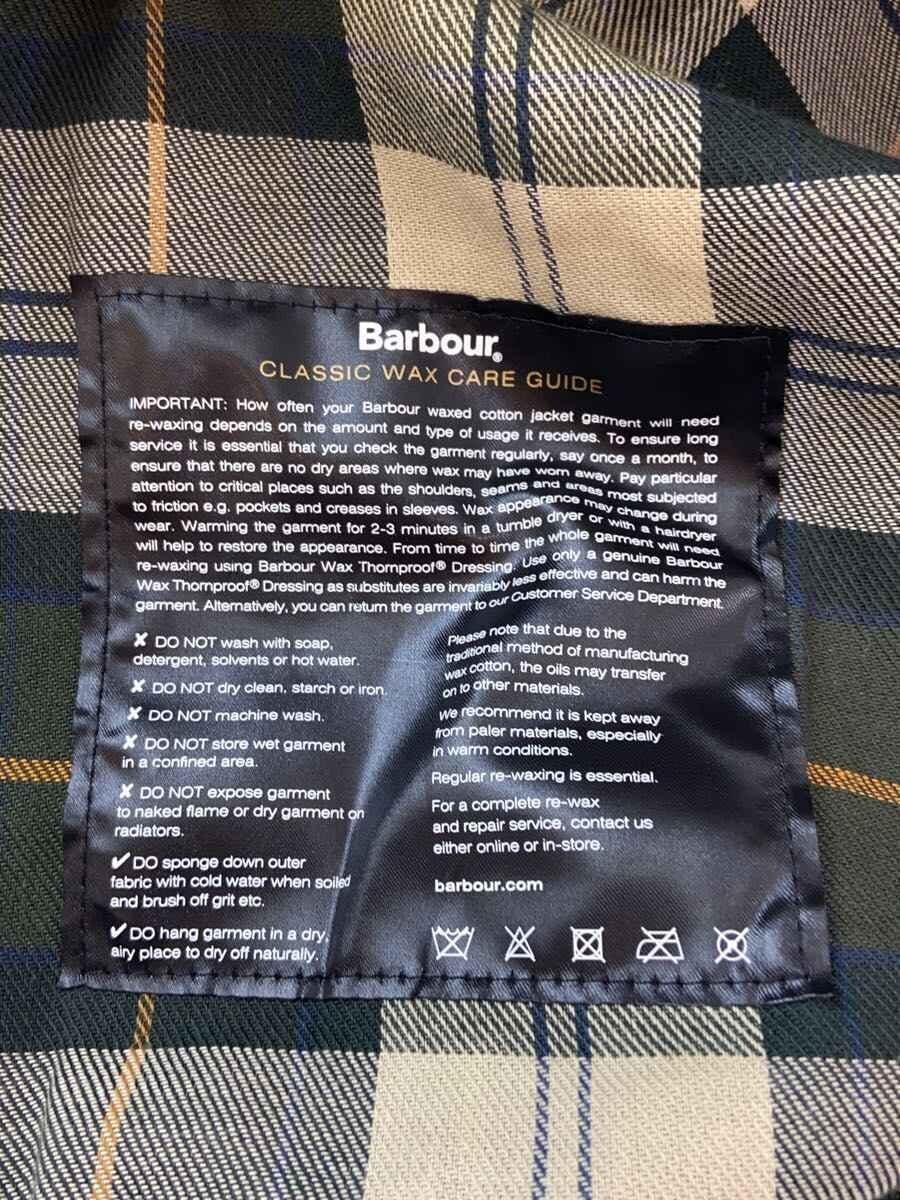 Barbour®
CLASSIC WAX CARE GUIDE
IMPORTANT: How often your Barbour waxed cotton jacket garment will need
re-waxing depends on the amount and type of usage it receives. To ensure long
service it is essential that you check the garment regularly, say once a month, to
ensure that there are no dry areas where wax may have worn away. Pay particular
attention to critical places such as the shoulders, seams and areas most subjected
to friction e.g. pockets and creases in sleeves. Wax appearance may change during
wear. Warming the garment for 2-3 minutes in a tumble dryer or with a hairdryer
will help to restore the appearance. From time to time the whole garment will need
re-waxing using Barbour Wax Thornproof® Dressing. Use only a genuine Barbour
Wax Thornproof® Dressing as substitutes are invariably less effective and can harm the
garment. Alternatively, you can return the garment to our Customer Service Department.
✘ DO NOT wash with soap,
detergent, solvents or hot water.
✘ DO NOT dry clean, starch or iron.
✘ DO NOT machine wash.
✘ DO NOT store wet garment
in a confined area.
✘ DO NOT expose garment
to naked flame or dry garment on
radiators.
✔ DO sponge down outer
fabric with cold water when soiled
and brush off grit etc.
✔ DO hang garment in a dry,
airy place to dry off naturally.
Please note that due to the
traditional method of manufacturing
wax cotton, the oils may transfer
on to other materials.
We recommend it is kept away
from paler materials, especially
in warm conditions.
Regular re-waxing is essential.
For a complete re-wax
and repair service, contact us
either online or in-store.
barbour.com